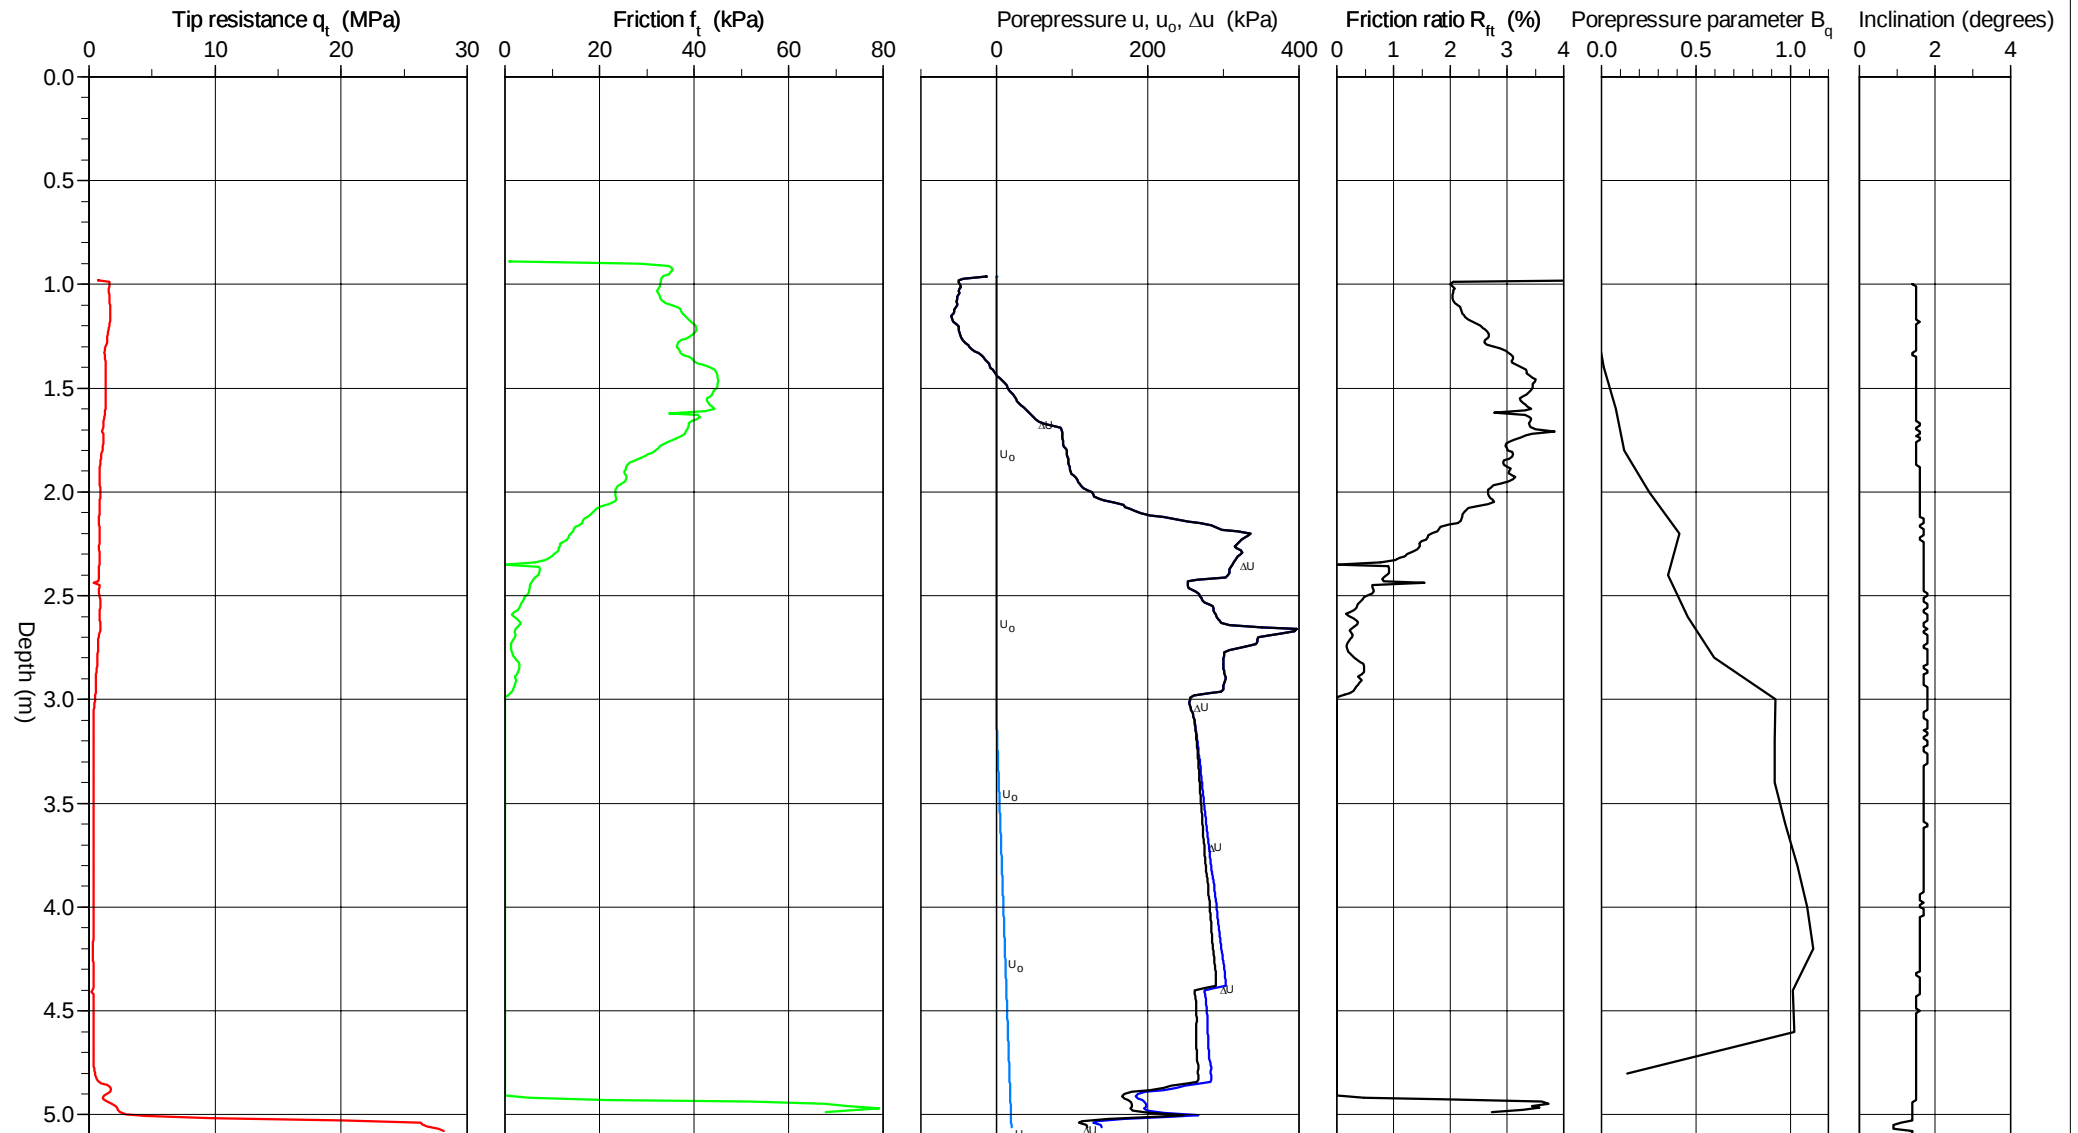 Tip resistance qt (MPa)
0 10 20 30
Friction ft (kPa)
0 20 40 60 80
Porepressure u, uo, Δu (kPa)
0 200 400
Friction ratio Rft (%)
0 1 2 3 4
Porepressure parameter Bq
0.0 0.5 1.0
Inclination (degrees)
0 2 4
Depth (m)
0.0
0.5
1.0
1.5
2.0
2.5
3.0
3.5
4.0
4.5
5.0
ΔU
Uo
ΔU
Uo
ΔU
Uo
ΔU
Uo
ΔU
ΔU